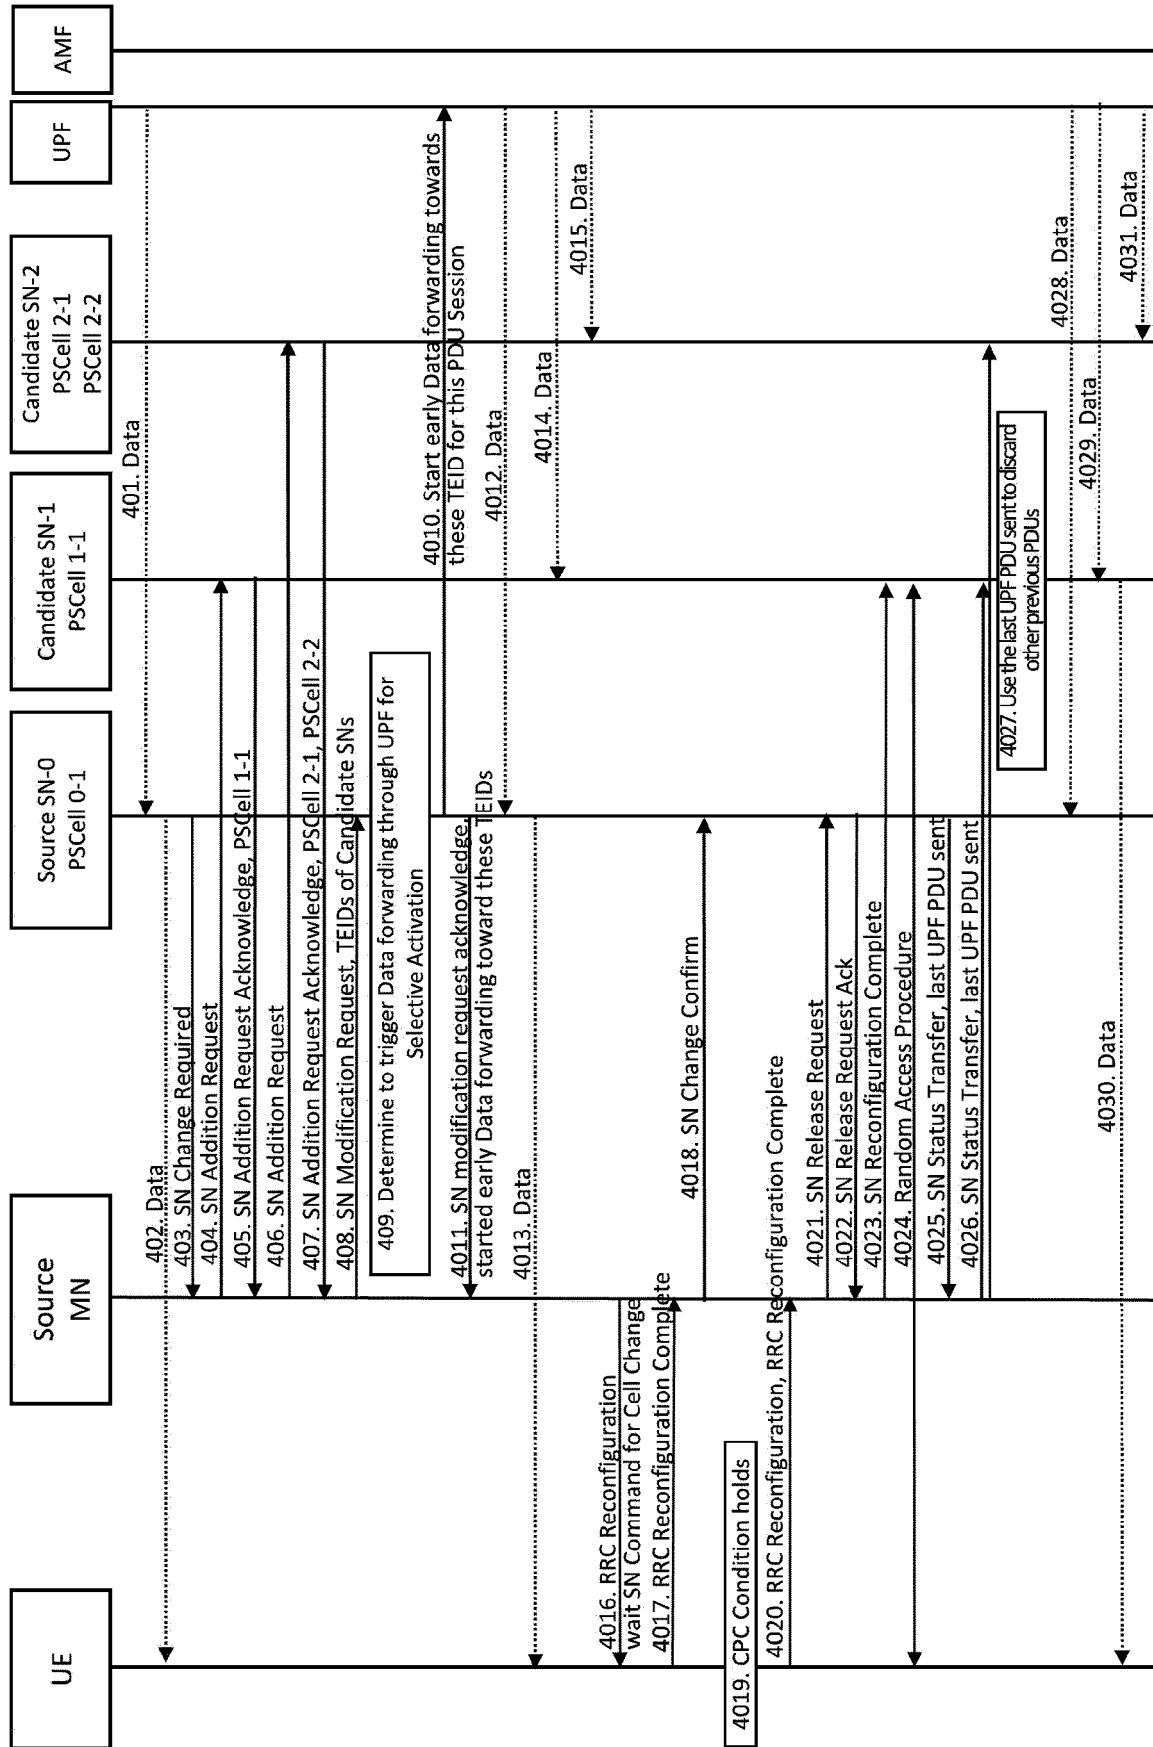 UE
Source
MN
Source SN-0
PSCell 0-1
Candidate SN-1
PSCell 1-1
Candidate SN-2
PSCell 2-1
PSCell 2-2
UPF
AMF
401. Data
402. Data
403. SN Change Required
404. SN Addition Request
405. SN Addition Request Acknowledge, PSCell 1-1
406. SN Addition Request
407. SN Addition Request Acknowledge, PSCell 2-1, PSCell 2-2
408. SN Modification Request, TEIDs of Candidate SNs
409. Determine to trigger Data forwarding through UPF for
Selective Activation
4010. Start early Data forwarding towards
these TEID for this PDU Session
4011. SN modification request acknowledge,
started early Data forwarding toward these TEIDs
4012. Data
4013. Data
4014. Data
4015. Data
4016. RRC Reconfiguration
wait SN Command for Cell Change
4017. RRC Reconfiguration Complete
4018. SN Change Confirm
4019. CPC Condition holds
4020. RRC Reconfiguration, RRC Reconfiguration Complete
4021. SN Release Request
4022. SN Release Request Ack
4023. SN Reconfiguration Complete
4024. Random Access Procedure
4025. SN Status Transfer, last UPF PDU sent
4026. SN Status Transfer, last UPF PDU sent
4027. Use the last UPF PDU sent to discard
other previous PDUs
4028. Data
4029. Data
4030. Data
4031. Data